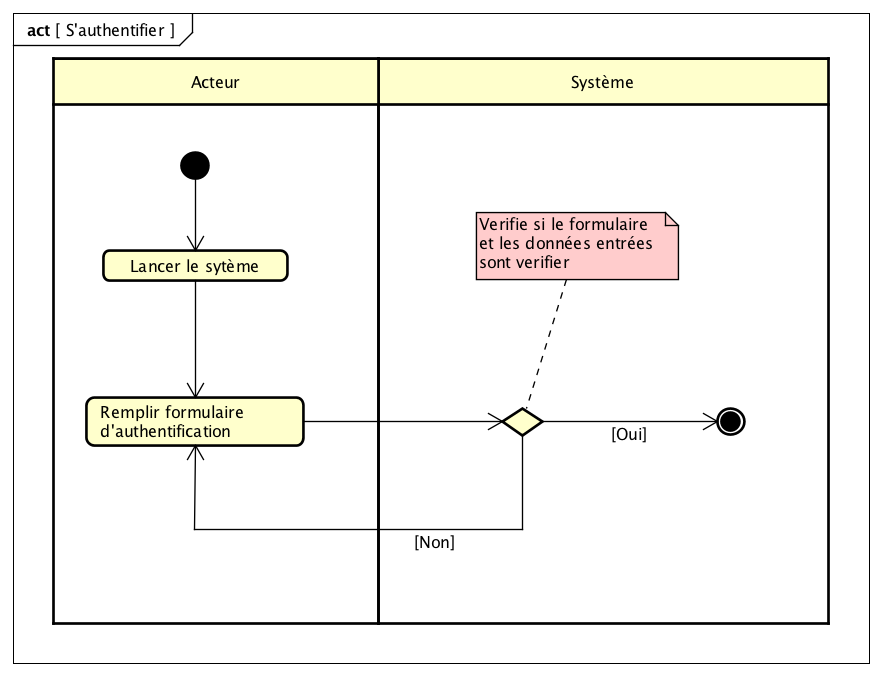 act [ S'authentifier ]
Acteur
Système
Verifie si le formulaire
et les données entrées
sont verifier
Lancer le sytème
Remplir formulaire
d'authentification
[Oui]
[Non]